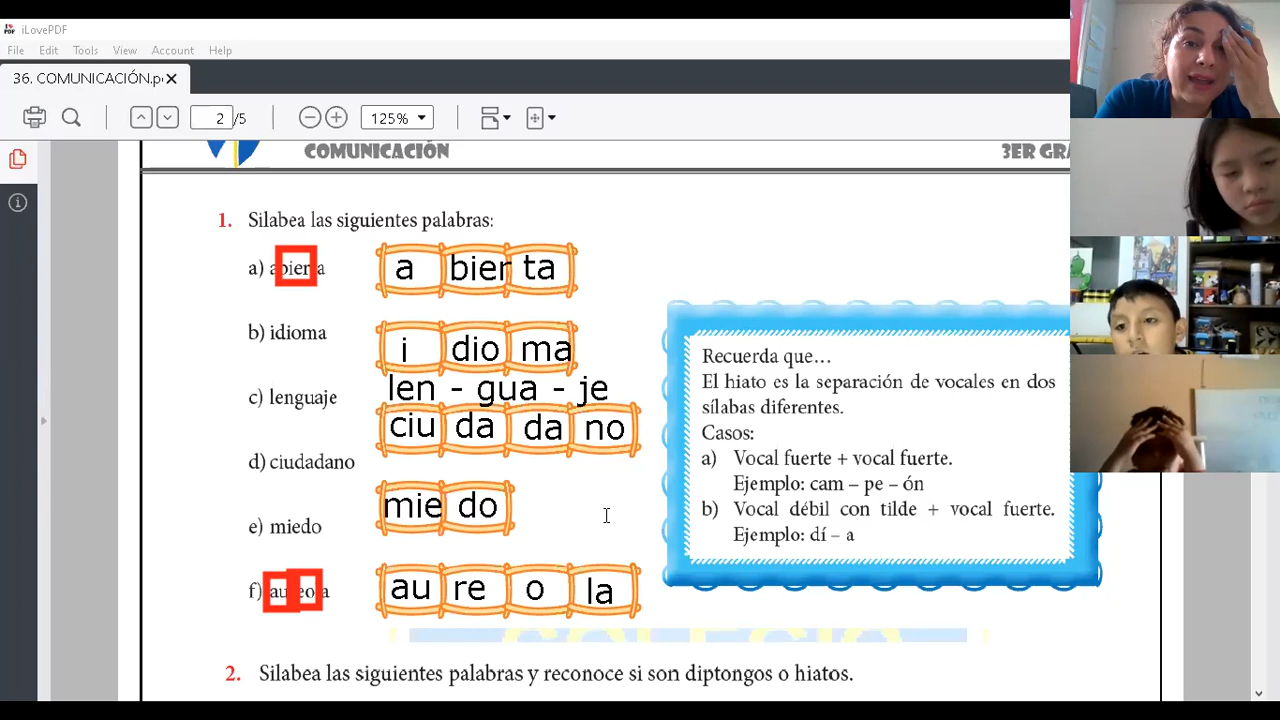 iLovePDF
File Edit Tools View Account Help
36. COMUNICACIÓN.p
2 /5 125%
COMUNICACIÓN 3ER GRA
1. Silabea las siguientes palabras:
a) abierta a bier ta
b) idioma i dio ma
c) lenguaje len - gua - je
d) ciudadano ciu da da no
e) miedo mie do
f) aureola au re o la
Recuerda que…
El hiato es la separación de vocales en dos
sílabas diferentes.
Casos:
a) Vocal fuerte + vocal fuerte.
Ejemplo: cam – pe – ón
b) Vocal débil con tilde + vocal fuerte.
Ejemplo: dí – a
2. Silabea las siguientes palabras y reconoce si son diptongos o hiatos.